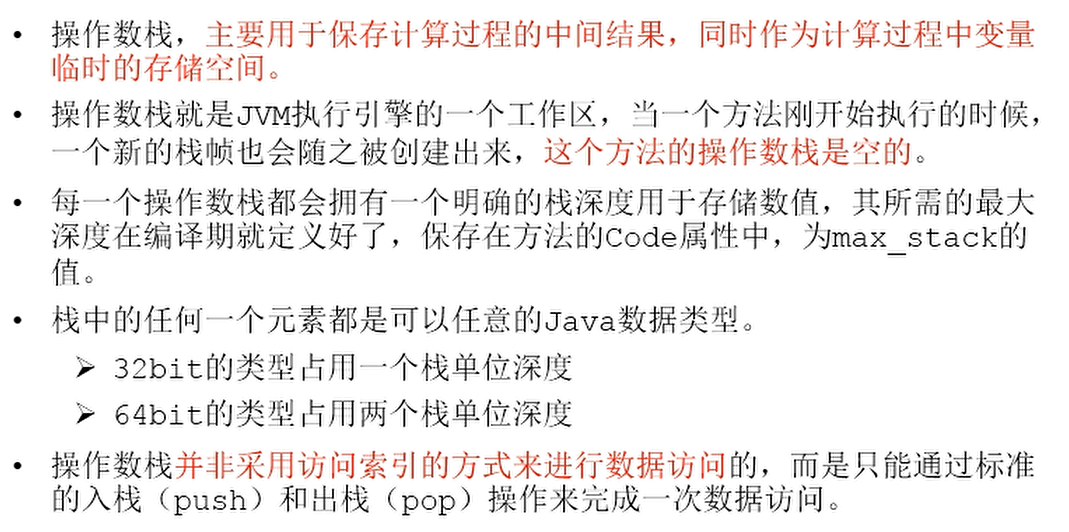 • 操作数栈，主要用于保存计算过程的中间结果，同时作为计算过程中变量
临时的存储空间。
• 操作数栈就是JVM执行引擎的一个工作区，当一个方法刚开始执行的时候，
一个新的栈帧也会随之被创建出来，这个方法的操作数栈是空的。
• 每一个操作数栈都会拥有一个明确的栈深度用于存储数值，其所需的最大
深度在编译期就定义好了，保存在方法的Code属性中，为max_stack的
值。
• 栈中的任何一个元素都是可以任意的Java数据类型。
➢ 32bit的类型占用一个栈单位深度
➢ 64bit的类型占用两个栈单位深度
• 操作数栈并非采用访问索引的方式来进行数据访问的，而是只能通过标准
的入栈（push）和出栈（pop）操作来完成一次数据访问。